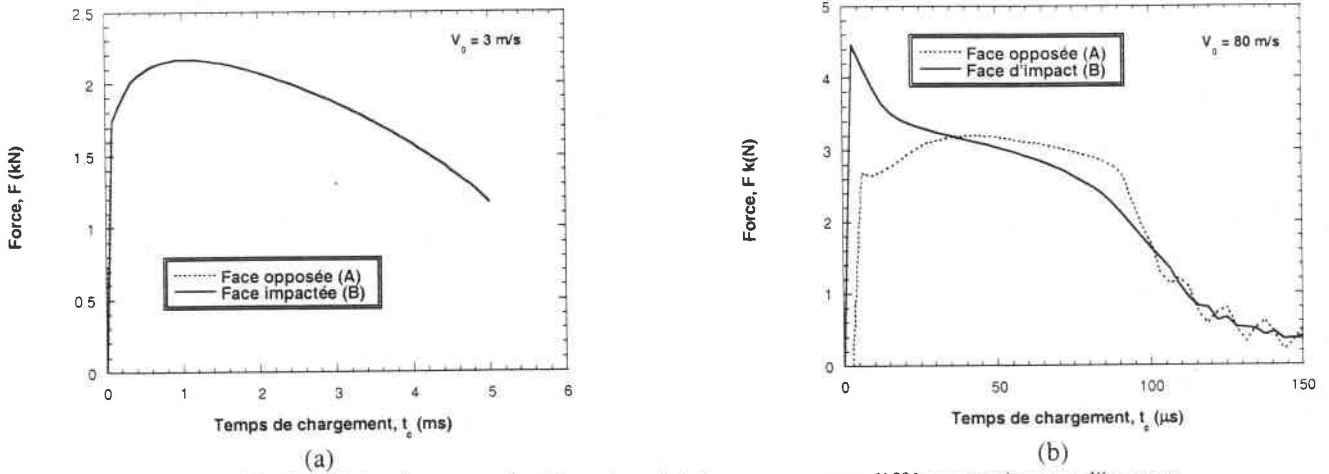 2.5
2
1.5
1
0 5
0
0
1
2
3
4
5
6
Force, F (kN)
V0 = 3 m/s
Face opposée (A)
Face impactée (B)
Temps de chargement, tc (ms)
(a)
5
4
3
2
1
0
0
50
100
150
Force, F k(N)
Face opposée (A)
Face d'impact (B)
V0 = 80 m/s
Temps de chargement, tc (µs)
(b)